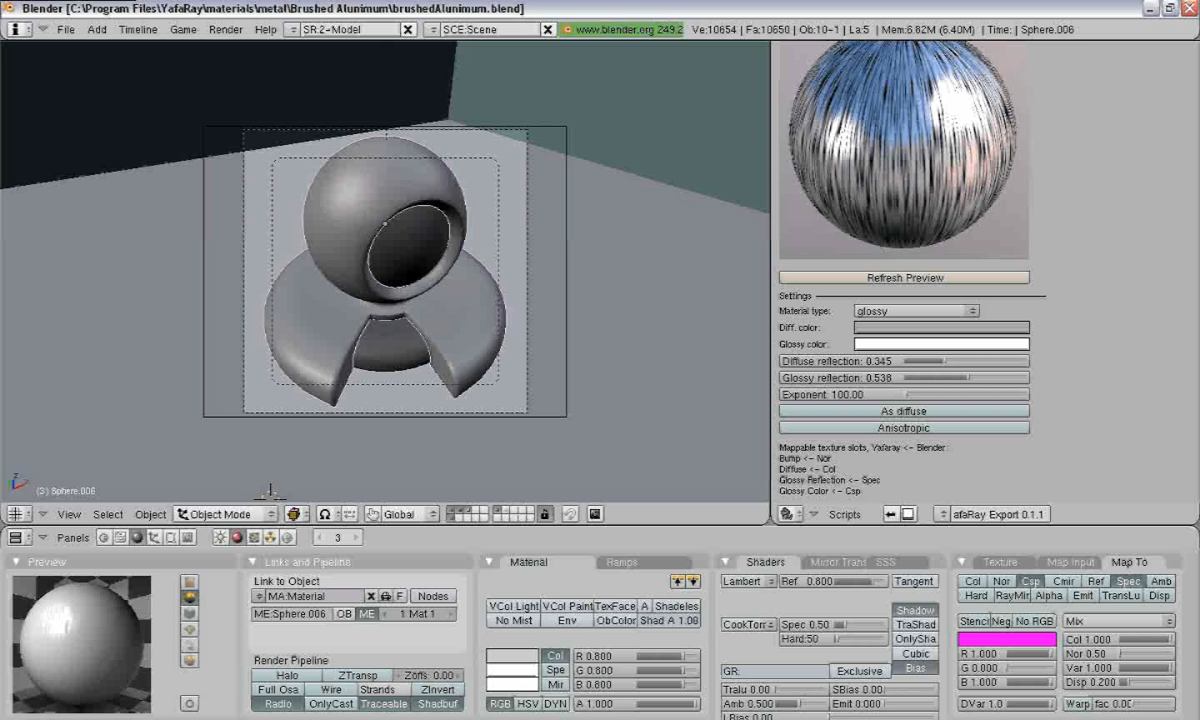 Blender [C:\Program Files\YafaRay\materials\metal\Brushed Alunimum\brushedAlunimum.blend]
File Add Timeline Game Render Help SR:2-Model SCE:Scene www.blender.org 249.2 Ve:10654 | Fa:10650 | Ob:10-1 | La:5 | Mem:6.82M (6.40M) | Time: | Sphere.006
Refresh Preview
Settings
Material type: glossy
Diff. color:
Glossy color:
Diffuse reflection: 0.345
Glossy reflection: 0.538
Exponent: 100.00
As diffuse
Anisotropic
Mappable texture slots, Yafaray <- Blender:
Bump <- Nor
Diffuse <- Col
Glossy Reflection <- Spec
Glossy Color <- Csp
z
(3) Sphere.006
View Select Object Object Mode Global
Scripts afaRay Export 0.1.1
Panels 3
Preview
Links and Pipeline
Link to Object
MA:Material F Nodes
ME:Sphere.006 OB ME 1 Mat 1
Render Pipeline
Halo ZTransp Zoffs: 0.00
Full Osa Wire Strands ZInvert
Radio OnlyCast Traceable Shadbuf
Material Ramps
VCol Light VCol Paint TexFace A Shadeles
No Mist Env ObColor Shad A 1.00
Col R 0.800
Spe G 0.800
Mir B 0.800
RGB HSV DYN A 1.000
Shaders Mirror Tran SSS
Lambert Ref 0.800 Tangent
Shadow
CookTorr Spec 0.50 TraShad
Hard:50 OnlySha
Cubic
GR: Exclusive Bias
Tralu 0.00 SBias 0.00
Amb 0.500 Emit 0.000
LBias 0.00
Texture Map Input Map To
Col Nor Csp Cmir Ref Spec Amb
Hard RayMir Alpha Emit TransLu Disp
Stenci Neg No RGB Mix
Col 1.000
R 1.000 Nor 0.50
G 0.000 Var 1.000
B 1.000 Disp 0.200
DVar 1.0 Warp fac 0.00